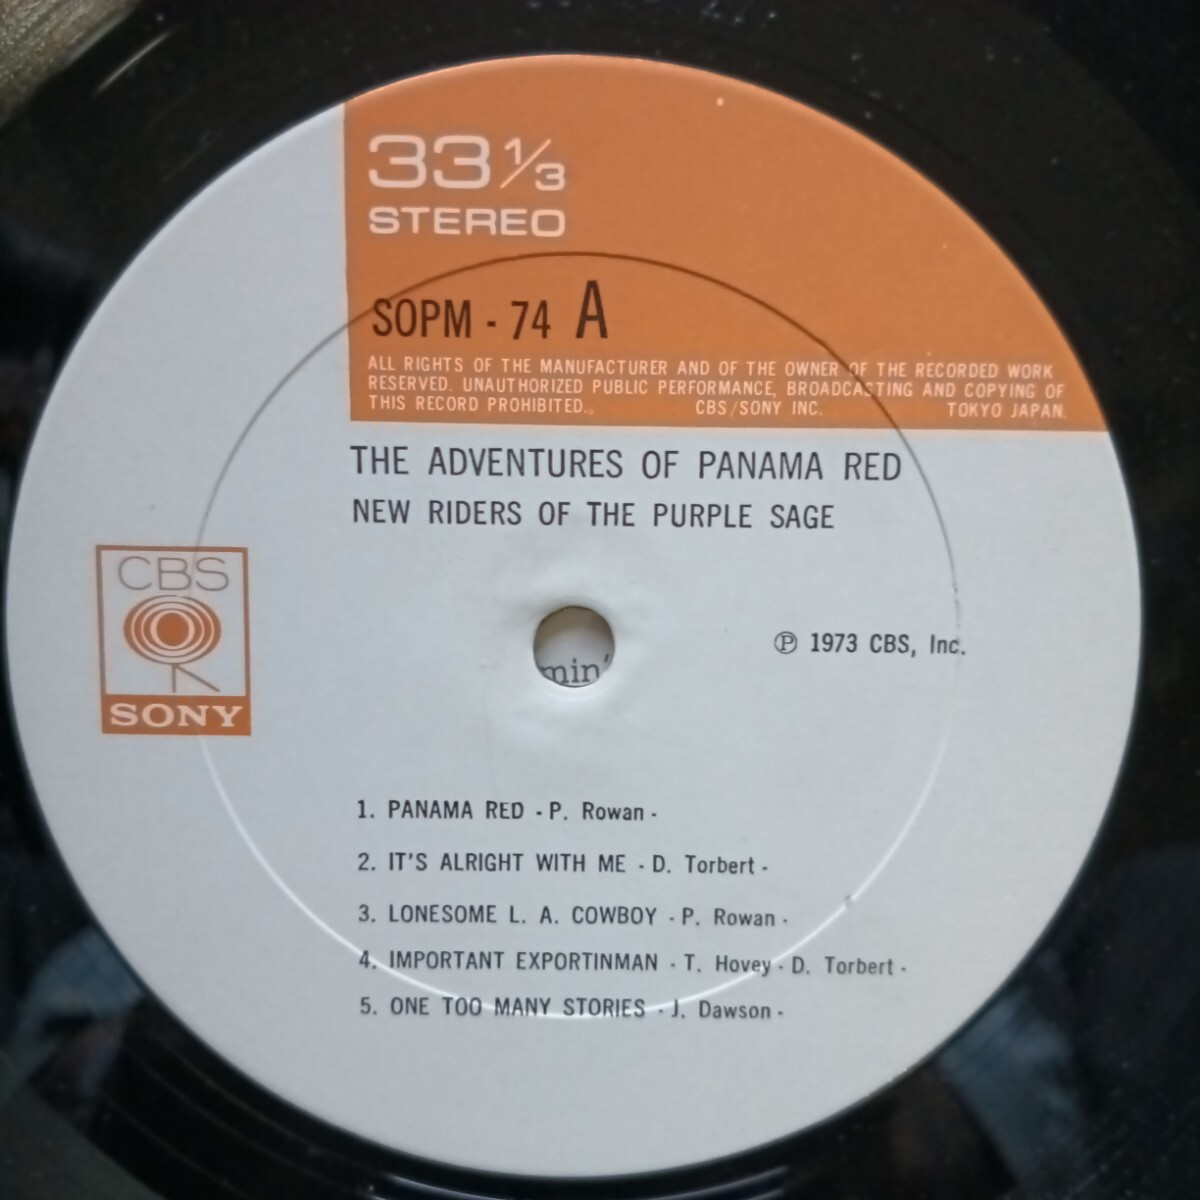 33 1/3
STEREO
SOPM - 74 A
ALL RIGHTS OF THE MANUFACTURER AND OF THE OWNER OF THE RECORDED WORK
RESERVED. UNAUTHORIZED PUBLIC PERFORMANCE, BROADCASTING AND COPYING OF
THIS RECORD PROHIBITED. CBS/SONY INC. TOKYO JAPAN.
THE ADVENTURES OF PANAMA RED
NEW RIDERS OF THE PURPLE SAGE
CBS
SONY
min'
℗ 1973 CBS, Inc.
1. PANAMA RED - P. Rowan -
2. IT'S ALRIGHT WITH ME - D. Torbert -
3. LONESOME L. A. COWBOY - P. Rowan -
4. IMPORTANT EXPORTINMAN - T. Hovey - D. Torbert -
5. ONE TOO MANY STORIES - J. Dawson -